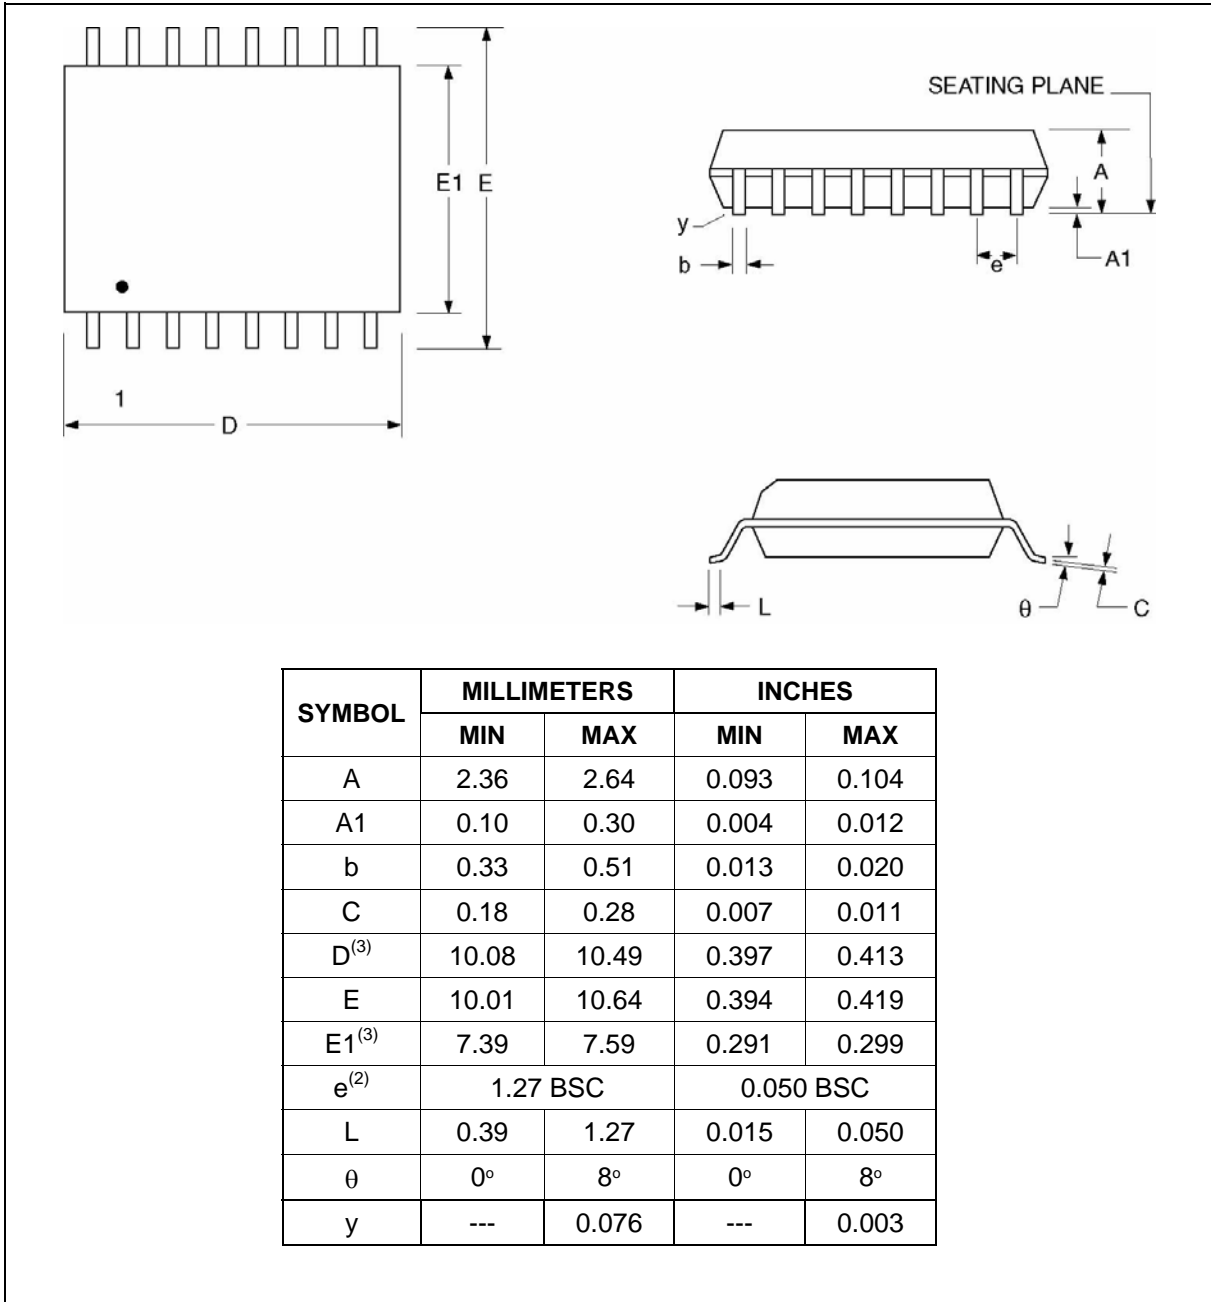 SEATING PLANE
E1 E
A
y
b
e
A1
1
D
L
θ
C
SYMBOL MILLIMETERS INCHES
MIN MAX MIN MAX
A 2.36 2.64 0.093 0.104
A1 0.10 0.30 0.004 0.012
b 0.33 0.51 0.013 0.020
C 0.18 0.28 0.007 0.011
D(3) 10.08 10.49 0.397 0.413
E 10.01 10.64 0.394 0.419
E1(3) 7.39 7.59 0.291 0.299
e(2) 1.27 BSC 0.050 BSC
L 0.39 1.27 0.015 0.050
θ 0º 8º 0º 8º
y --- 0.076 --- 0.003